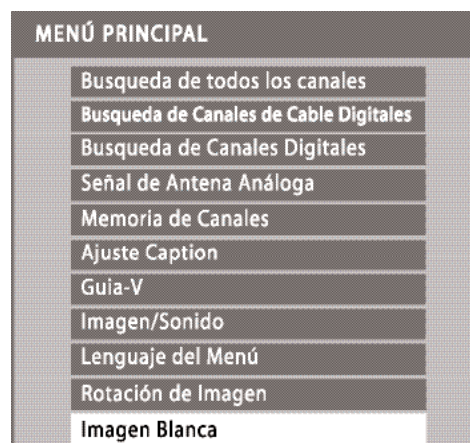 MENÚ PRINCIPAL
Busqueda de todos los canales
Busqueda de Canales de Cable Digitales
Busqueda de Canales Digitales
Señal de Antena Análoga
Memoria de Canales
Ajuste Caption
Guia-V
Imagen/Sonido
Lenguaje del Menú
Rotación de Imagen
Imagen Blanca